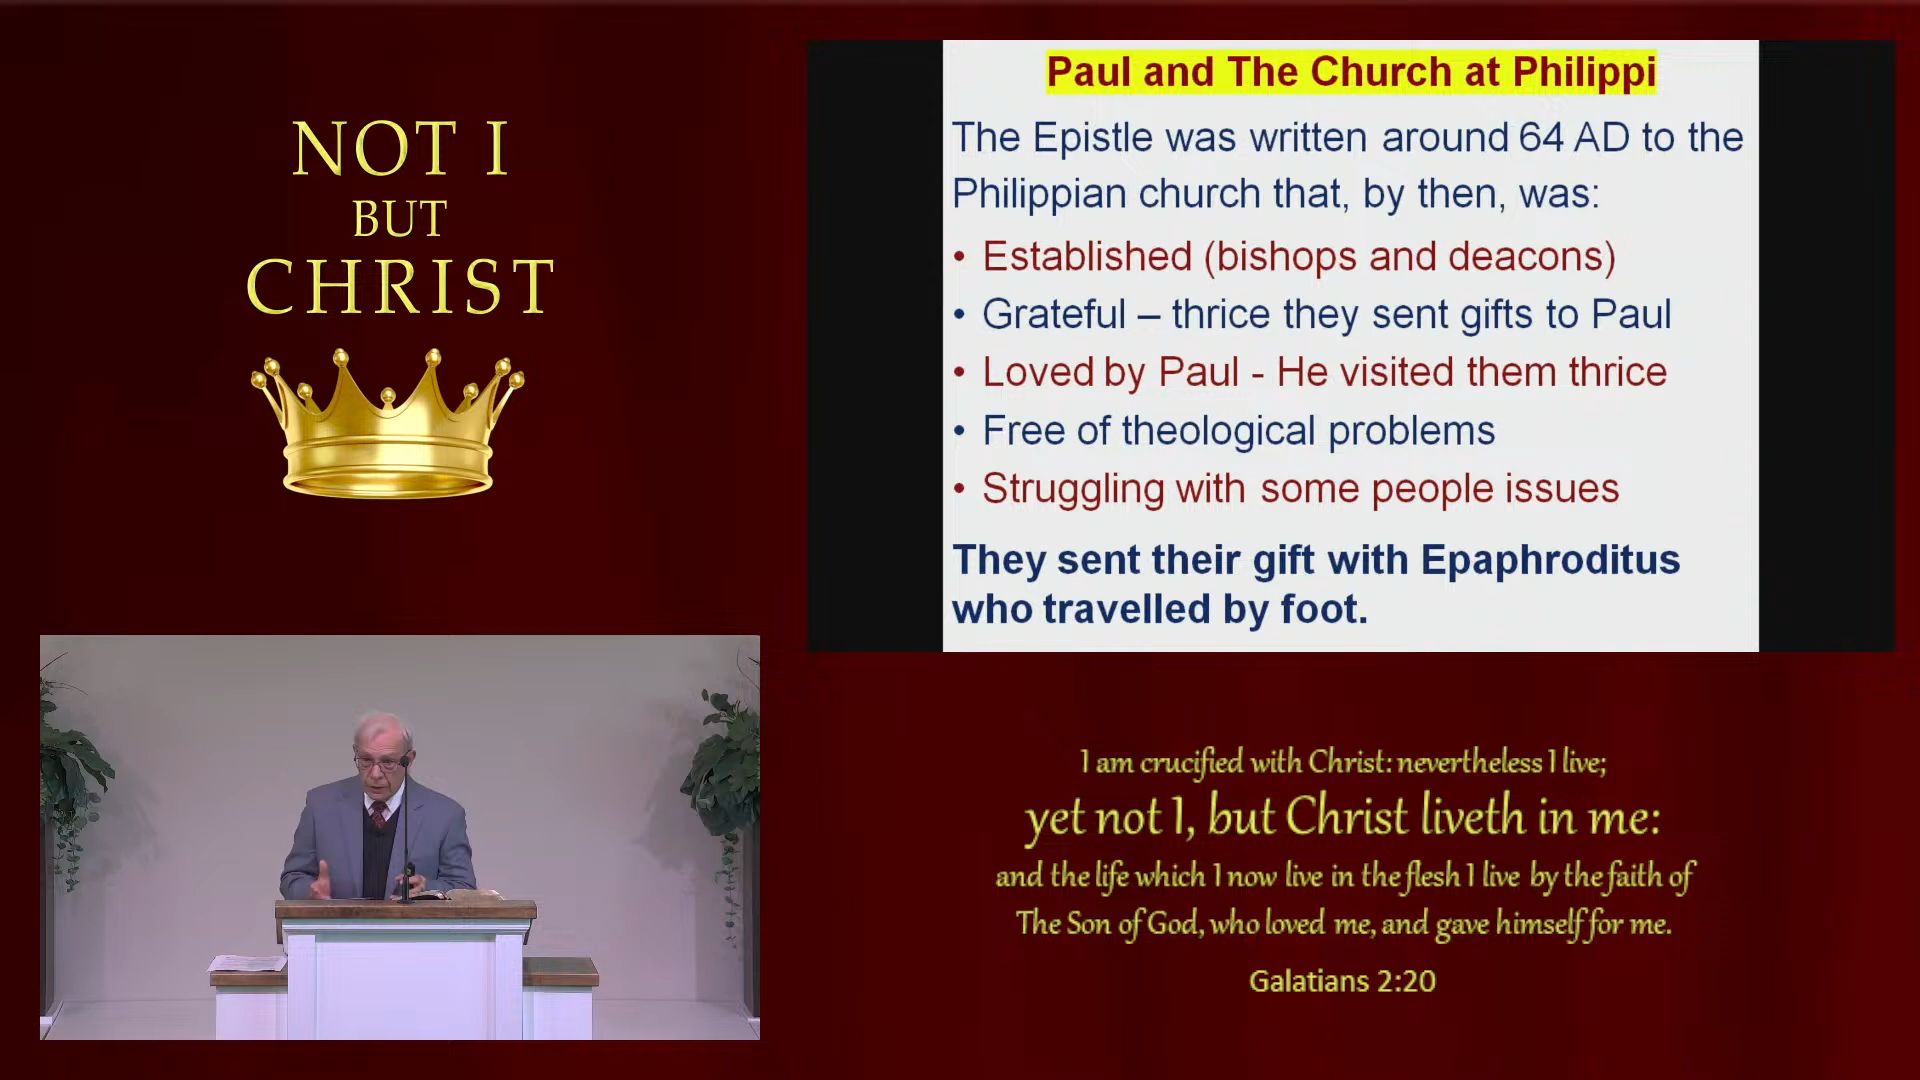 NOT I
BUT
CHRIST
Paul and The Church at Philippi
The Epistle was written around 64 AD to the
Philippian church that, by then, was:
• Established (bishops and deacons)
• Grateful – thrice they sent gifts to Paul
• Loved by Paul - He visited them thrice
• Free of theological problems
• Struggling with some people issues
They sent their gift with Epaphroditus
who travelled by foot.
I am crucified with Christ: nevertheless I live;
yet not I, but Christ liveth in me:
and the life which I now live in the flesh I live by the faith of
The Son of God, who loved me, and gave himself for me.
Galatians 2:20